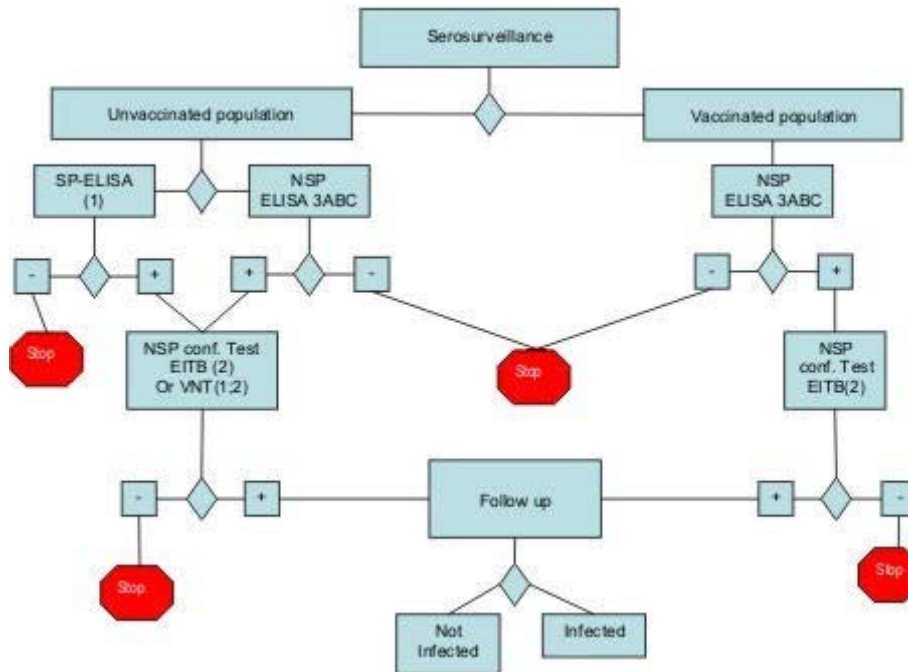 Serosurveillance
Unvaccinated population
Vaccinated population
SP-ELISA
(1)
NSP
ELISA 3ABC
NSP
ELISA 3ABC
-
+
+
-
-
+
Stop
NSP conf. Test
EITB (2)
Or VNT(1;2)
Stop
NSP
conf. Test
EITB(2)
-
+
Follow up
+
-
Stop
Stop
Not
Infected
Infected